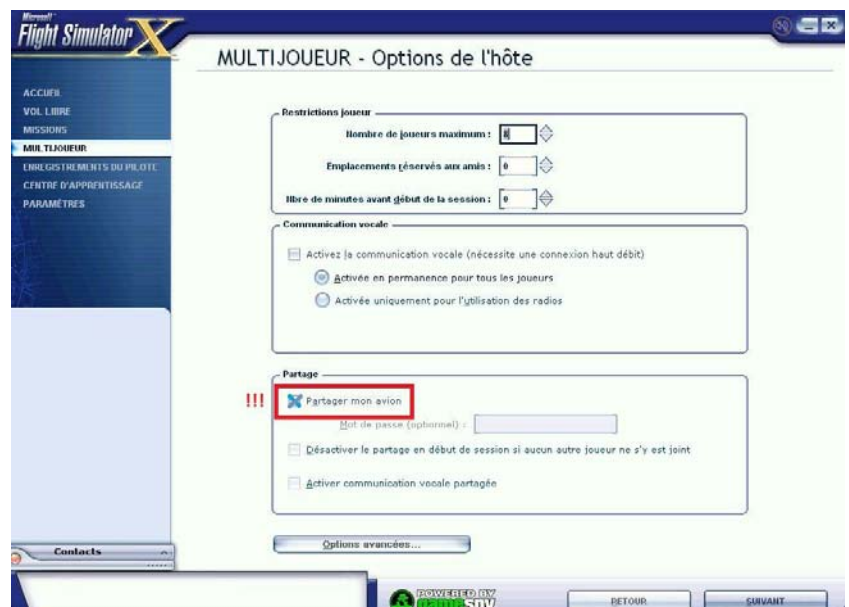 Microsoft
Flight Simulator X
MULTIJOUEUR - Options de l'hôte
ACCUEIL
VOL LIBRE
MISSIONS
MULTIJOUEUR
ENREGISTREMENTS DU PILOTE
CENTRE D'APPRENTISSAGE
PARAMÈTRES
Restrictions joueur
Nombre de joueurs maximum :
Emplacements réservés aux amis : 0
Nbre de minutes avant début de la session : 0
Communication vocale
Activez la communication vocale (nécessite une connexion haut débit)
Activée en permanence pour tous les joueurs
Activée uniquement pour l'utilisation des radios
Partage
!!! Partager mon avion
Mot de passe (optionnel) :
Désactiver le partage en début de session si aucun autre joueur ne s'y est joint
Activer communication vocale partagée
Options avancées...
Contacts
POWERED BY
gamespy
RETOUR
SUIVANT